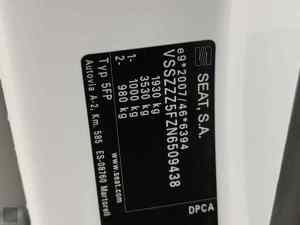 SEAT, S.A.
e9*2007/46*6394
VSSZZZ5FZN6509438
1930 kg
3530 kg
1- 1000 kg
2- 980 kg
Typ 5FP
Autovía A-2, Km. 585 ES-08760 Martorell
www.seat.com
DPCA